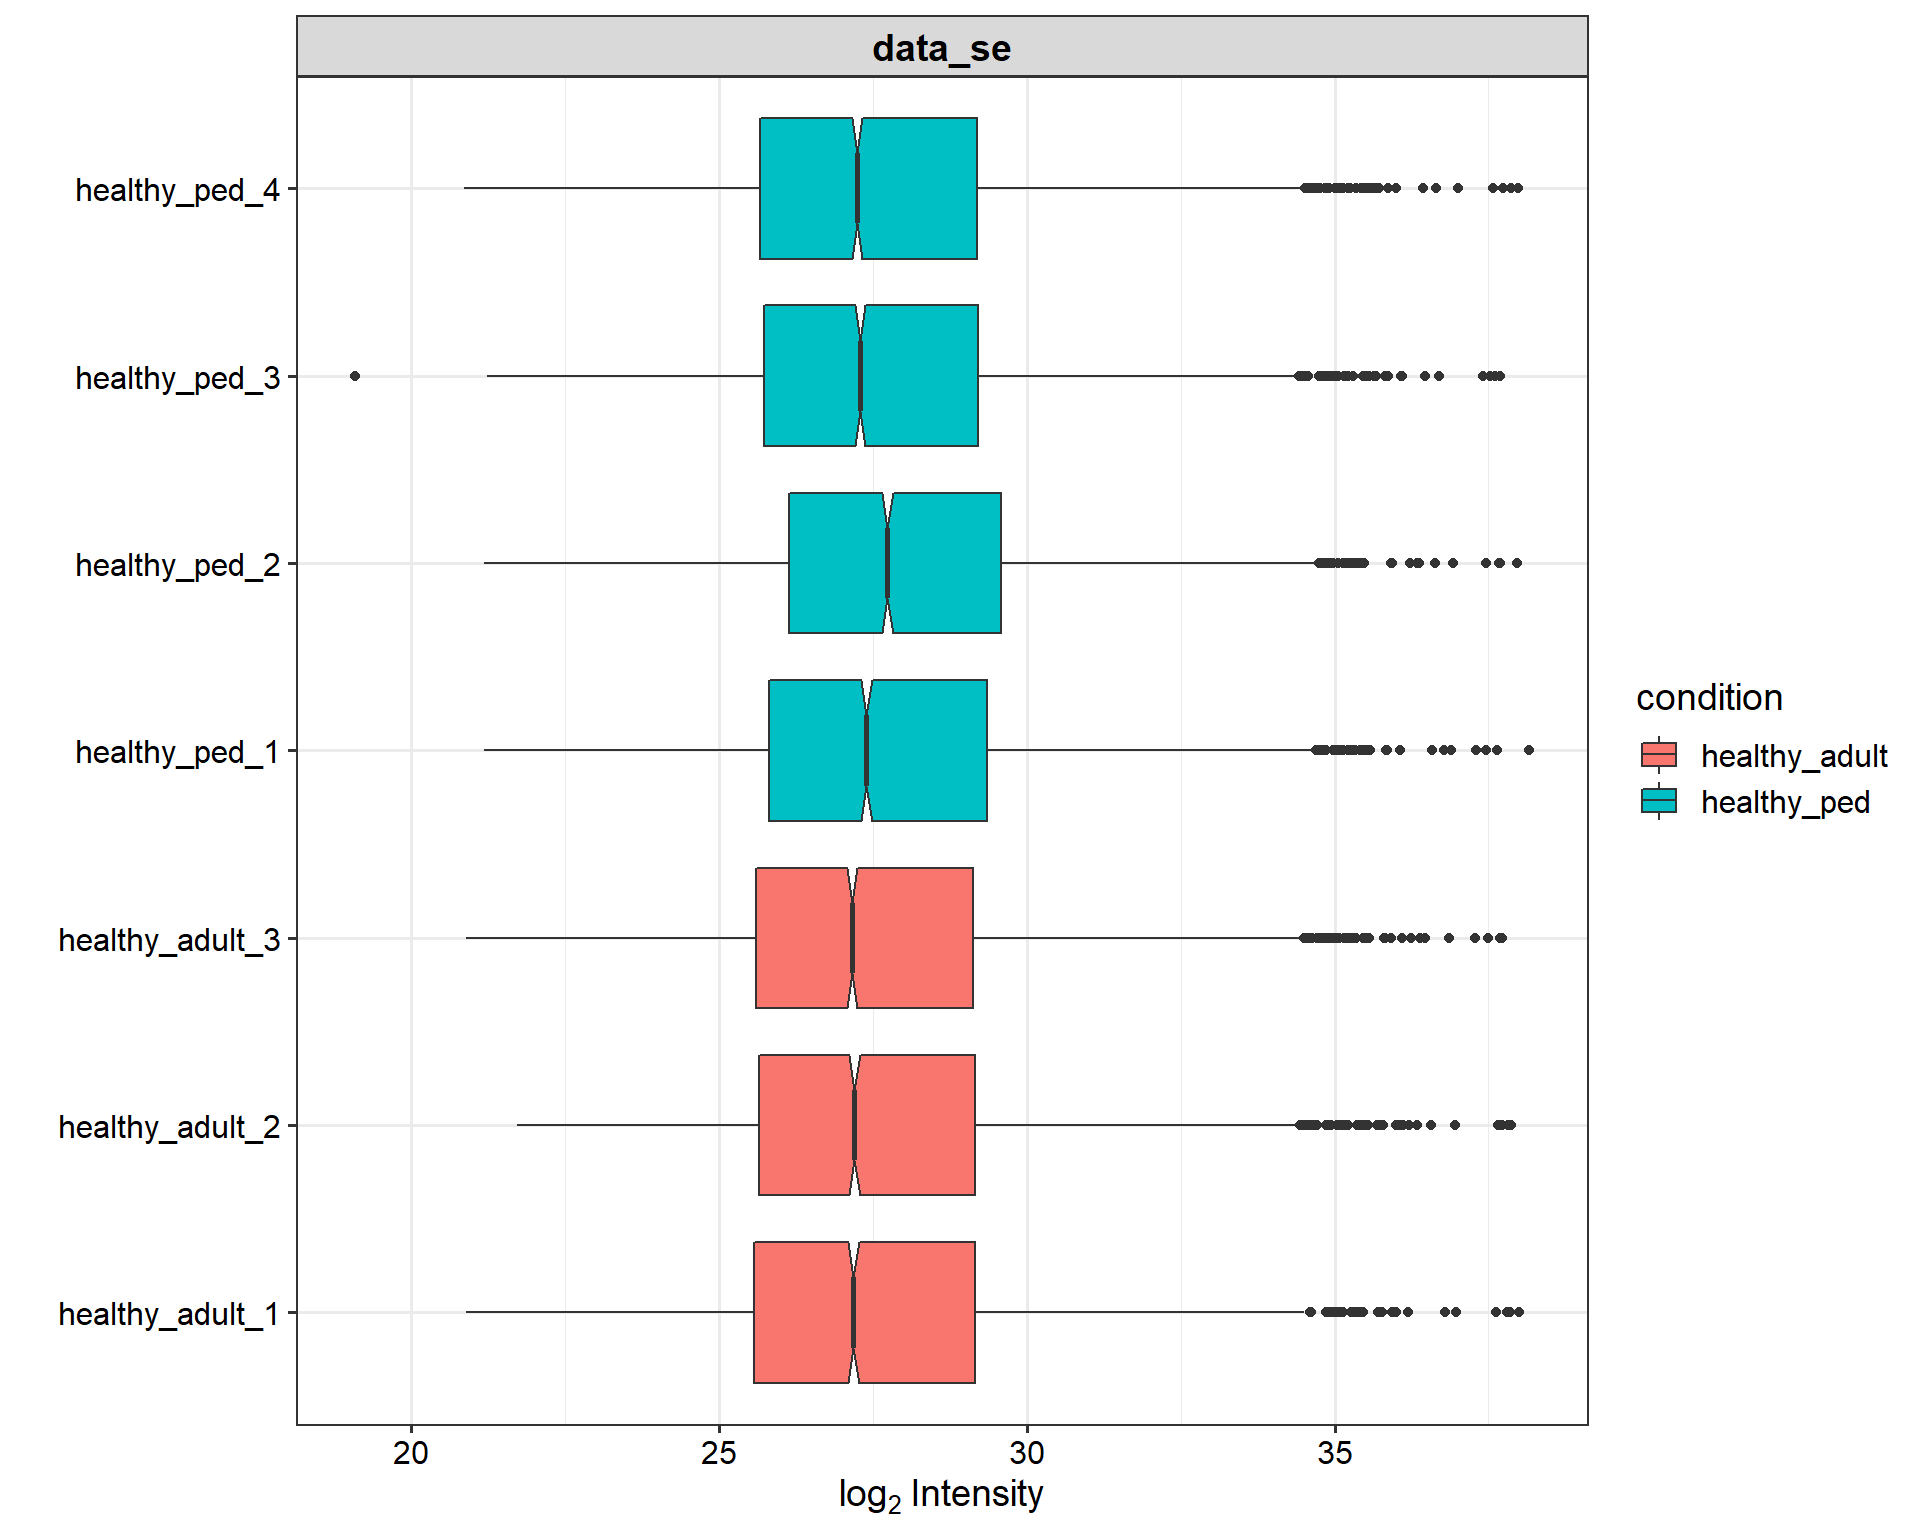 data_se
healthy_ped_4
healthy_ped_3
healthy_ped_2
healthy_ped_1
healthy_adult_3
healthy_adult_2
healthy_adult_1
20 25 30 35
log₂ Intensity
condition
healthy_adult
healthy_ped